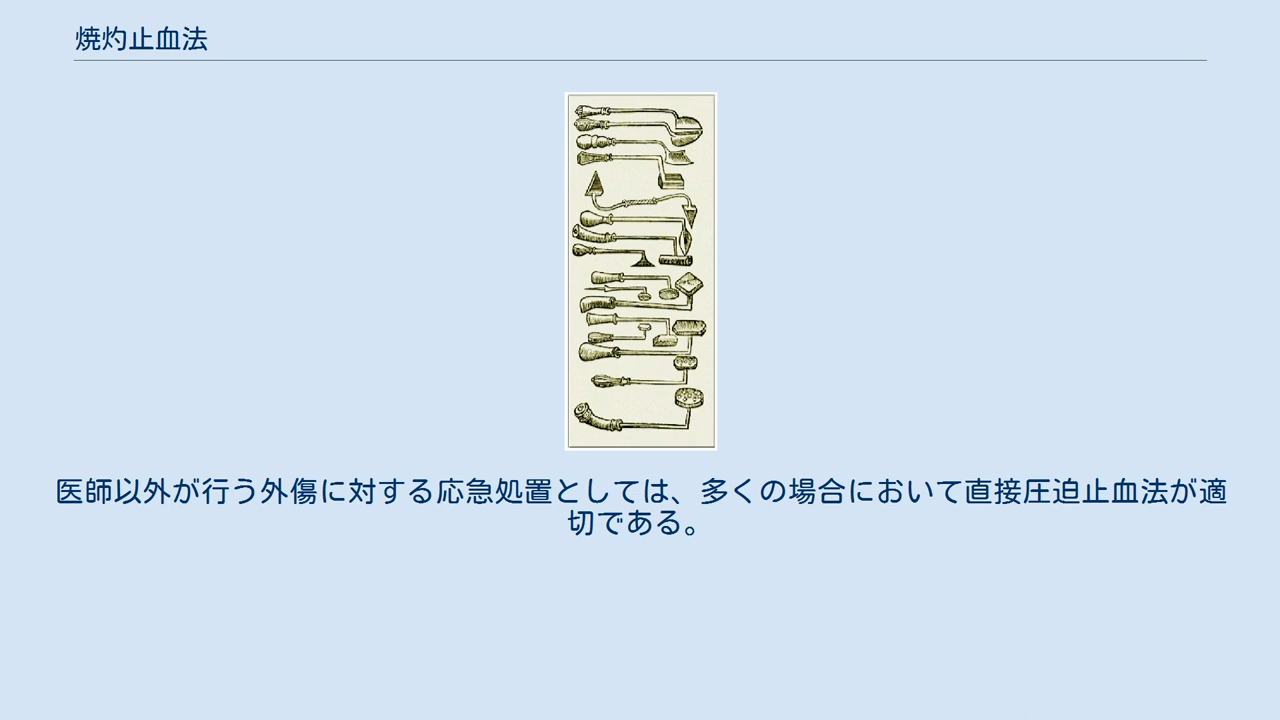 焼灼止血法
医師以外が行う外傷に対する応急処置としては、多くの場合において直接圧迫止血法が適
切である。